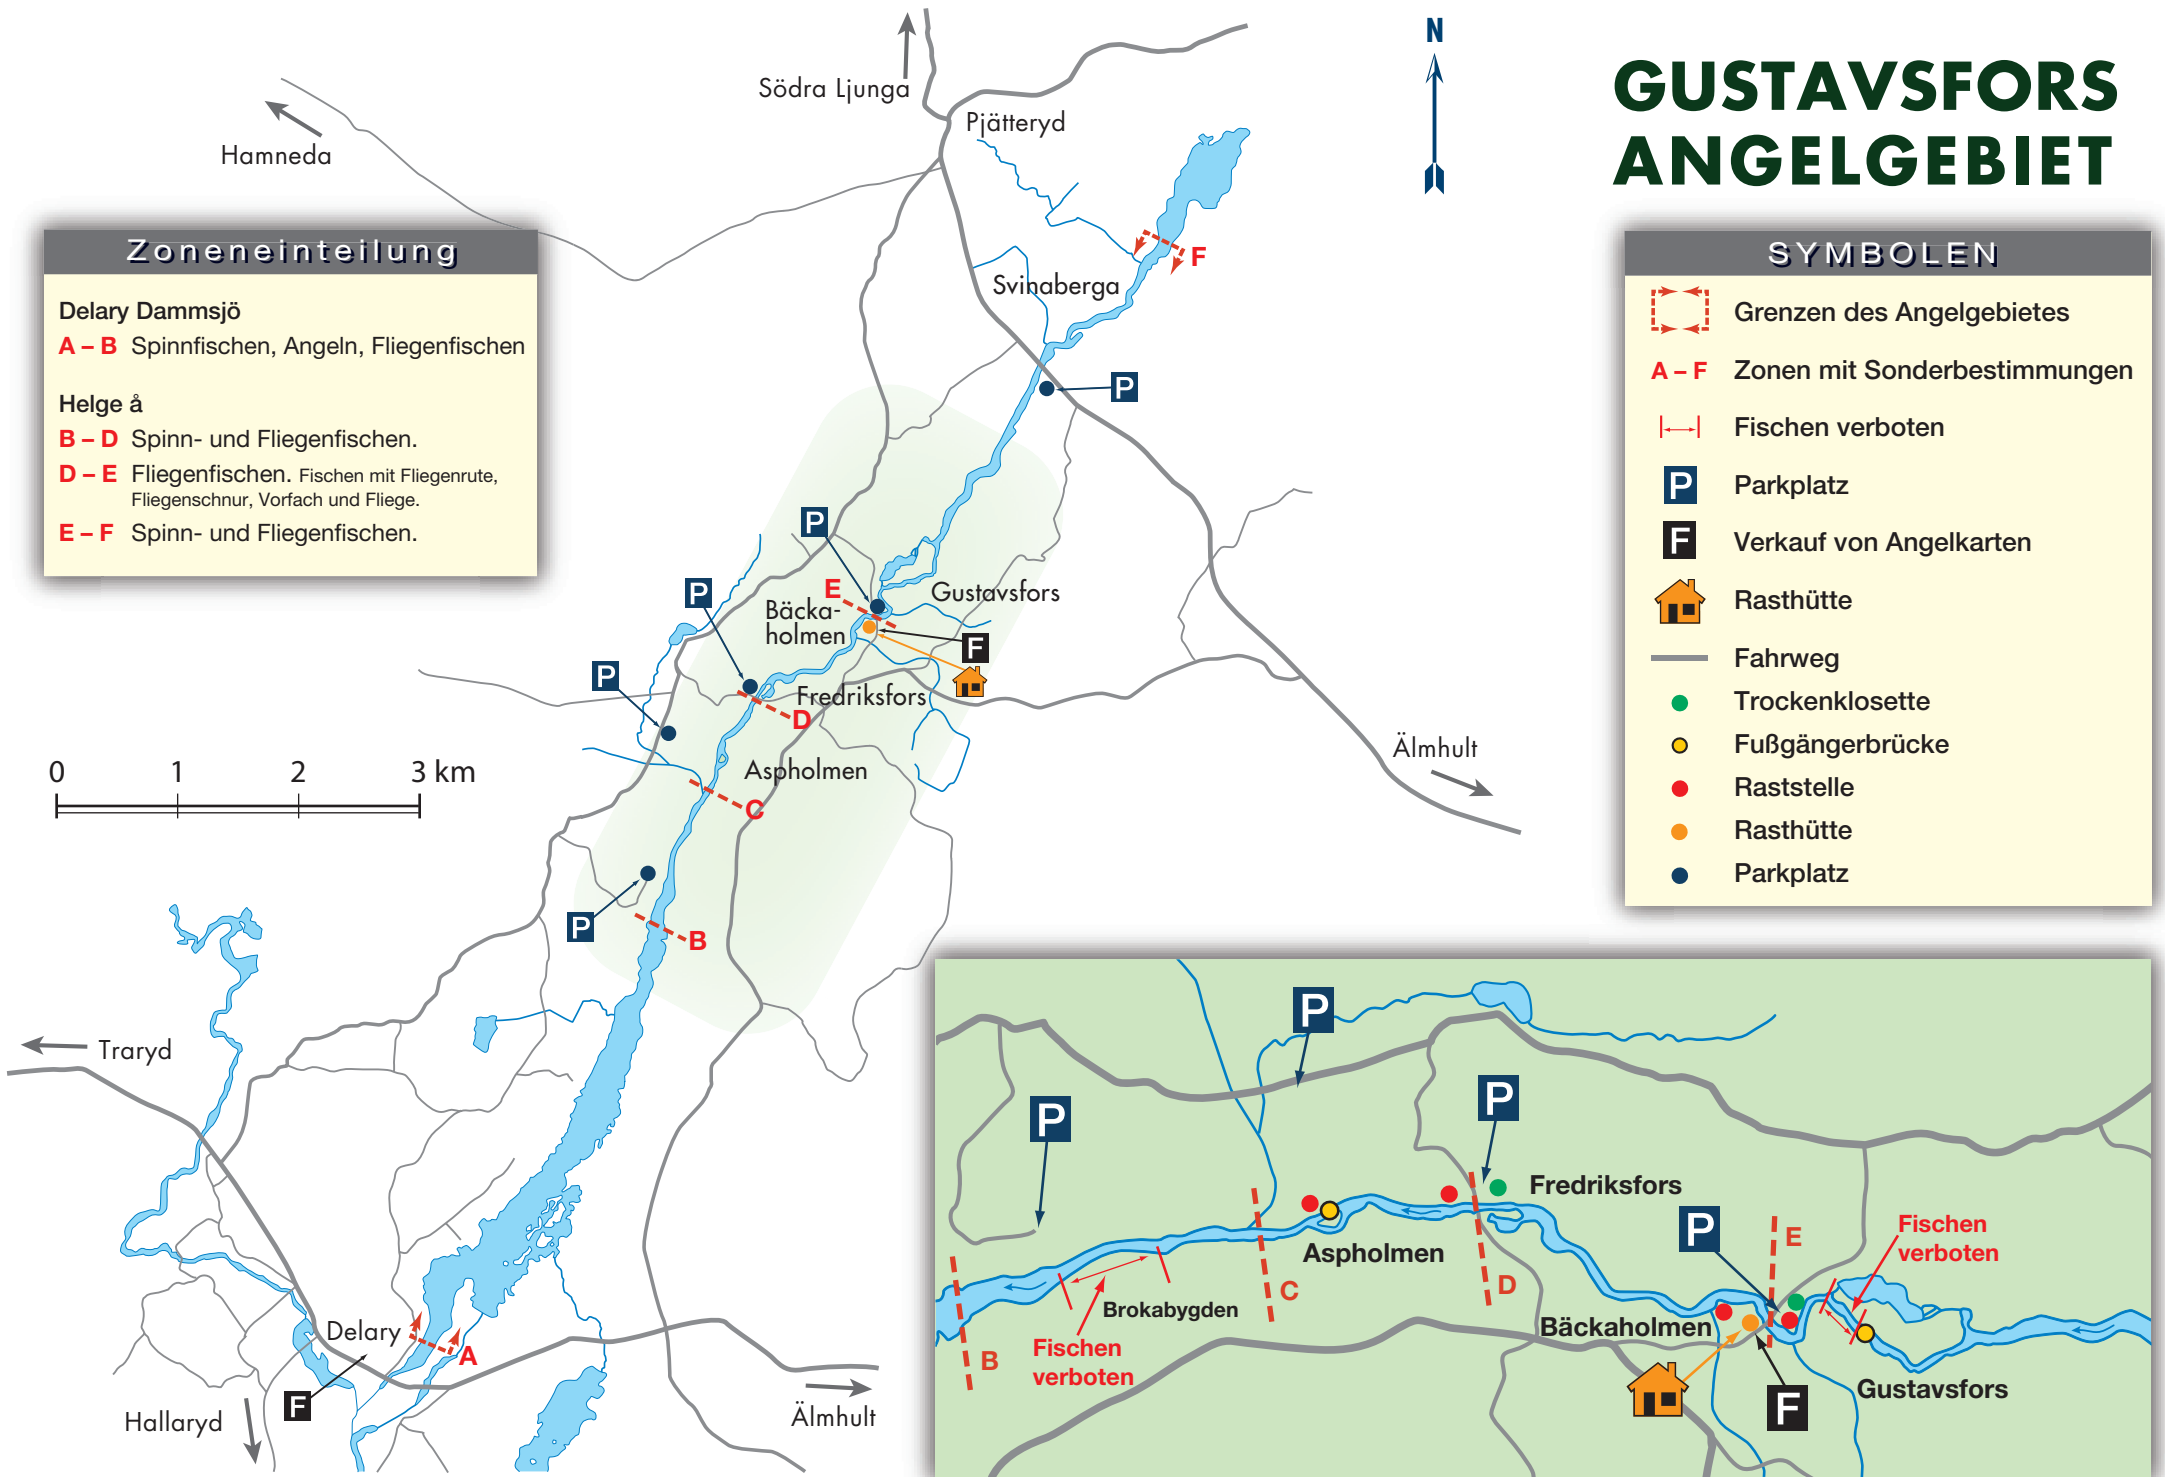 GUSTAVSFORS
ANGELGEBIET
N
Södra Ljunga
Pjätteryd
Hamneda
Zoneneinteilung
Delary Dammsjö
A – B Spinnfischen, Angeln, Fliegenfischen
Helge å
B – D Spinn- und Fliegenfischen.
D – E Fliegenfischen. Fischen mit Fliegenrute,
Fliegenschnur, Vorfach und Fliege.
E – F Spinn- und Fliegenfischen.
SYMBOLEN
Grenzen des Angelgebietes
A – F Zonen mit Sonderbestimmungen
Fischen verboten
P Parkplatz
F Verkauf von Angelkarten
Rasthütte
Fahrweg
Trockenklosette
Fußgängerbrücke
Raststelle
Rasthütte
Parkplatz
F
Svinaberga
P
P
P
E
Gustavsfors
Bäcka-
holmen
F
P
Fredriksfors
D
Älmhult
Aspholmen
0 1 2 3 km
C
P
B
Traryd
Delary
A
F
Hallaryd
Älmhult
P
P
P
Fredriksfors
P
E
Fischen
verboten
Aspholmen
C
D
Brokabygden
Fischen
verboten
B
Bäckaholmen
F
Gustavsfors